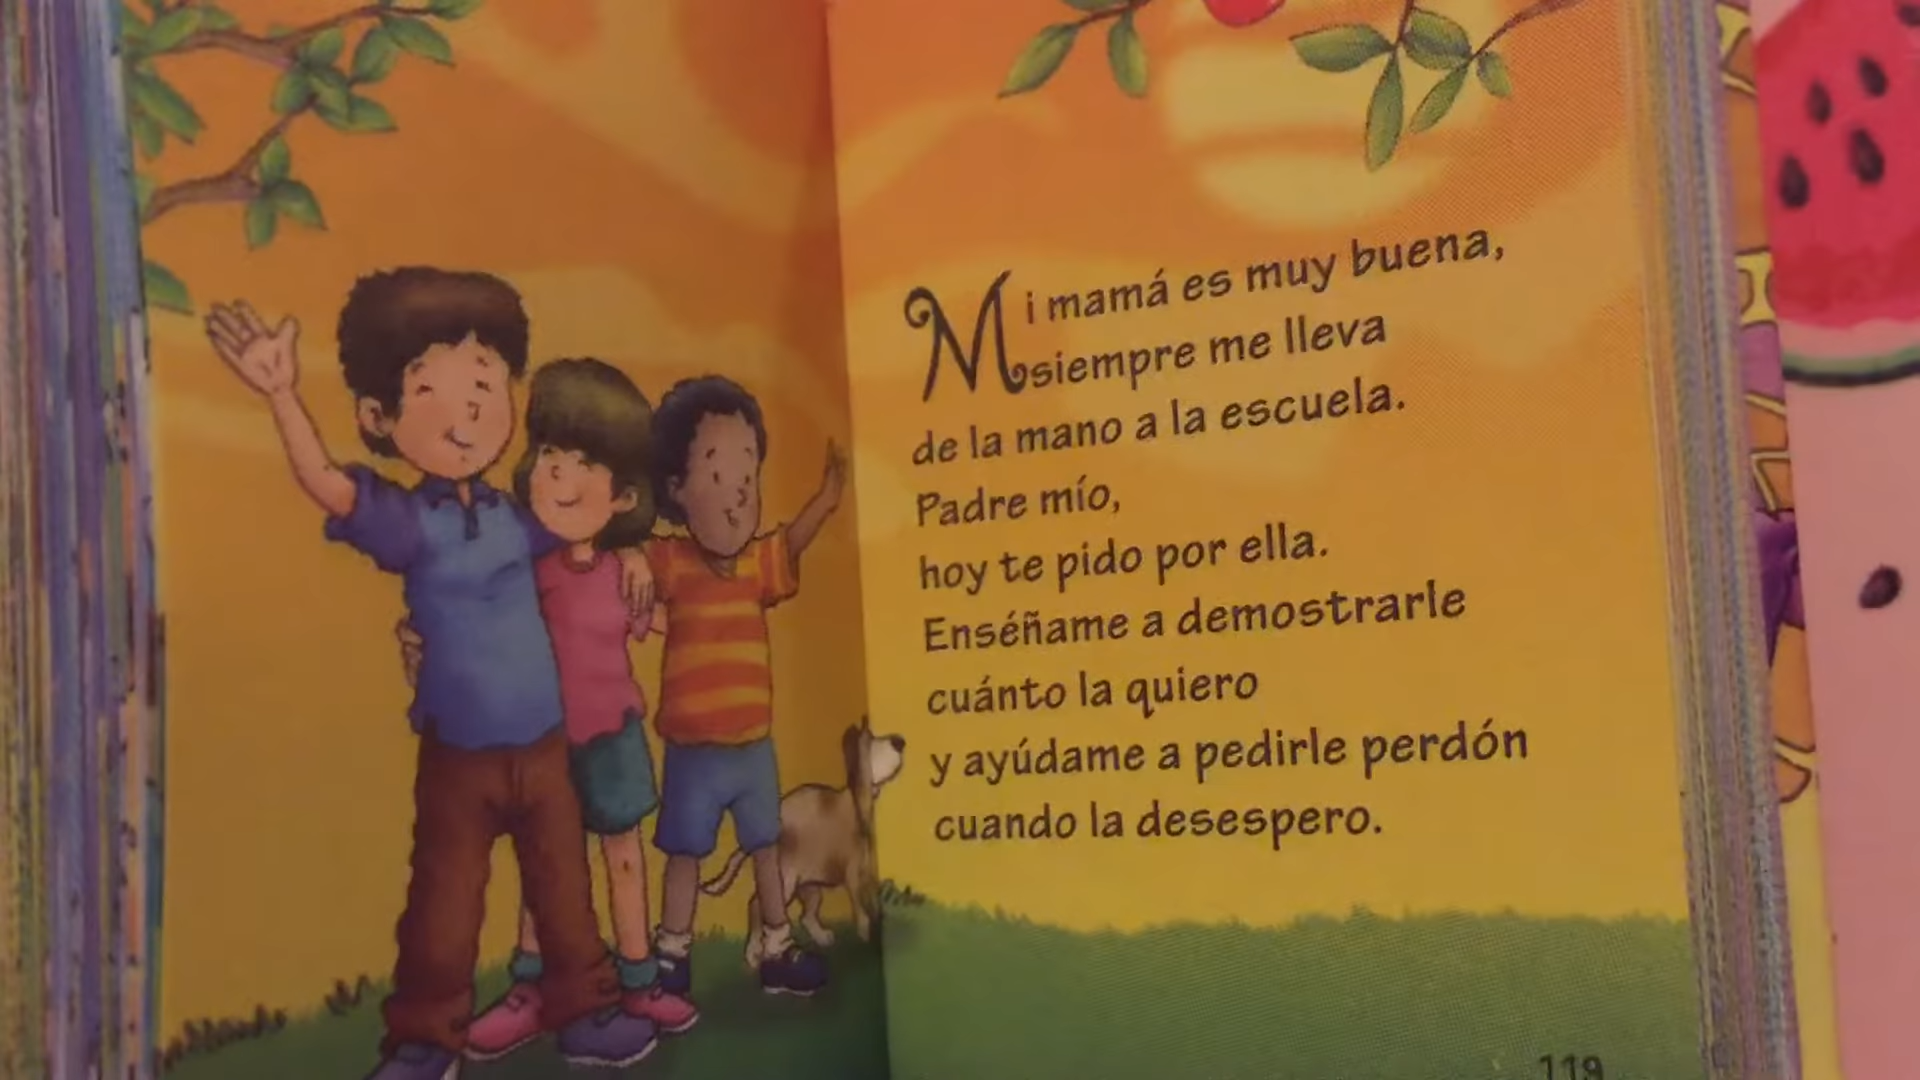 Mi mamá es muy buena,
siempre me lleva
de la mano a la escuela.
Padre mío,
hoy te pido por ella.
Enséñame a demostrarle
cuánto la quiero
y ayúdame a pedirle perdón
cuando la desespero.
119